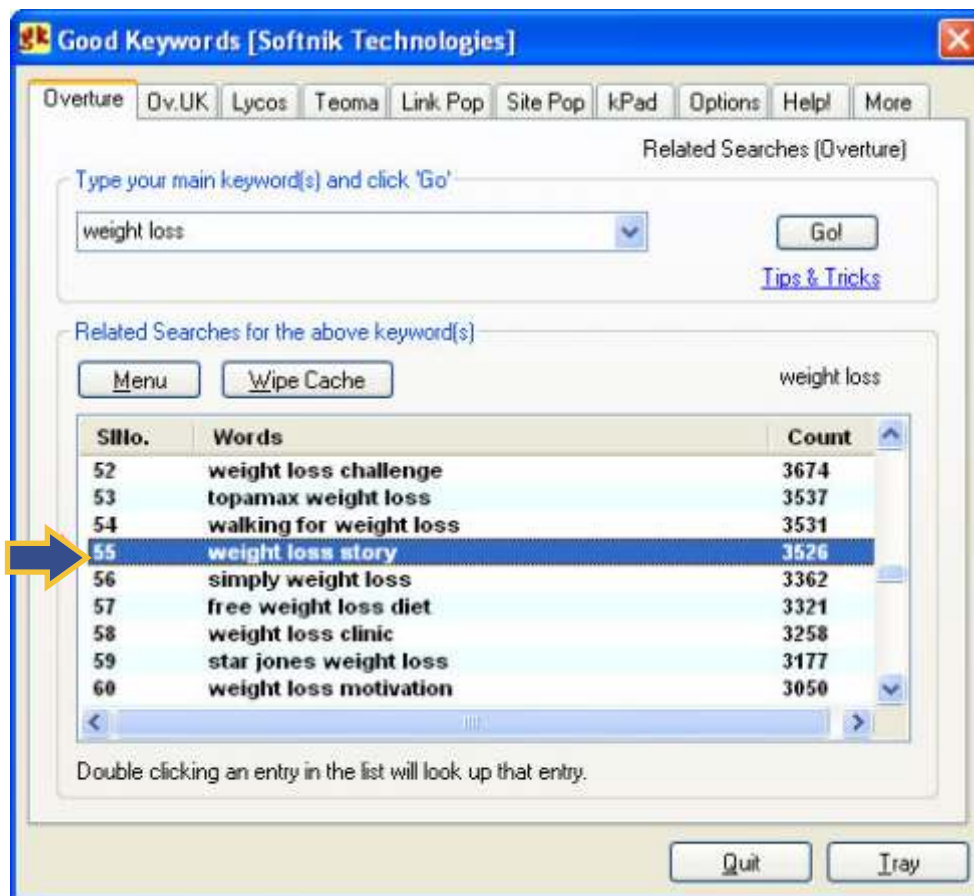 gk Good Keywords [Softnik Technologies]
Overture Ov.UK Lycos Teoma Link Pop Site Pop kPad Options Help! More
Related Searches (Overture)
Type your main keyword(s) and click 'Go'
weight loss Go!
Tips & Tricks
Related Searches for the above keyword(s)
Menu Wipe Cache weight loss
SlNo. Words Count
52 weight loss challenge 3674
53 topamax weight loss 3537
54 walking for weight loss 3531
55 weight loss story 3526
56 simply weight loss 3362
57 free weight loss diet 3321
58 weight loss clinic 3258
59 star jones weight loss 3177
60 weight loss motivation 3050
Double clicking an entry in the list will look up that entry.
Quit Tray